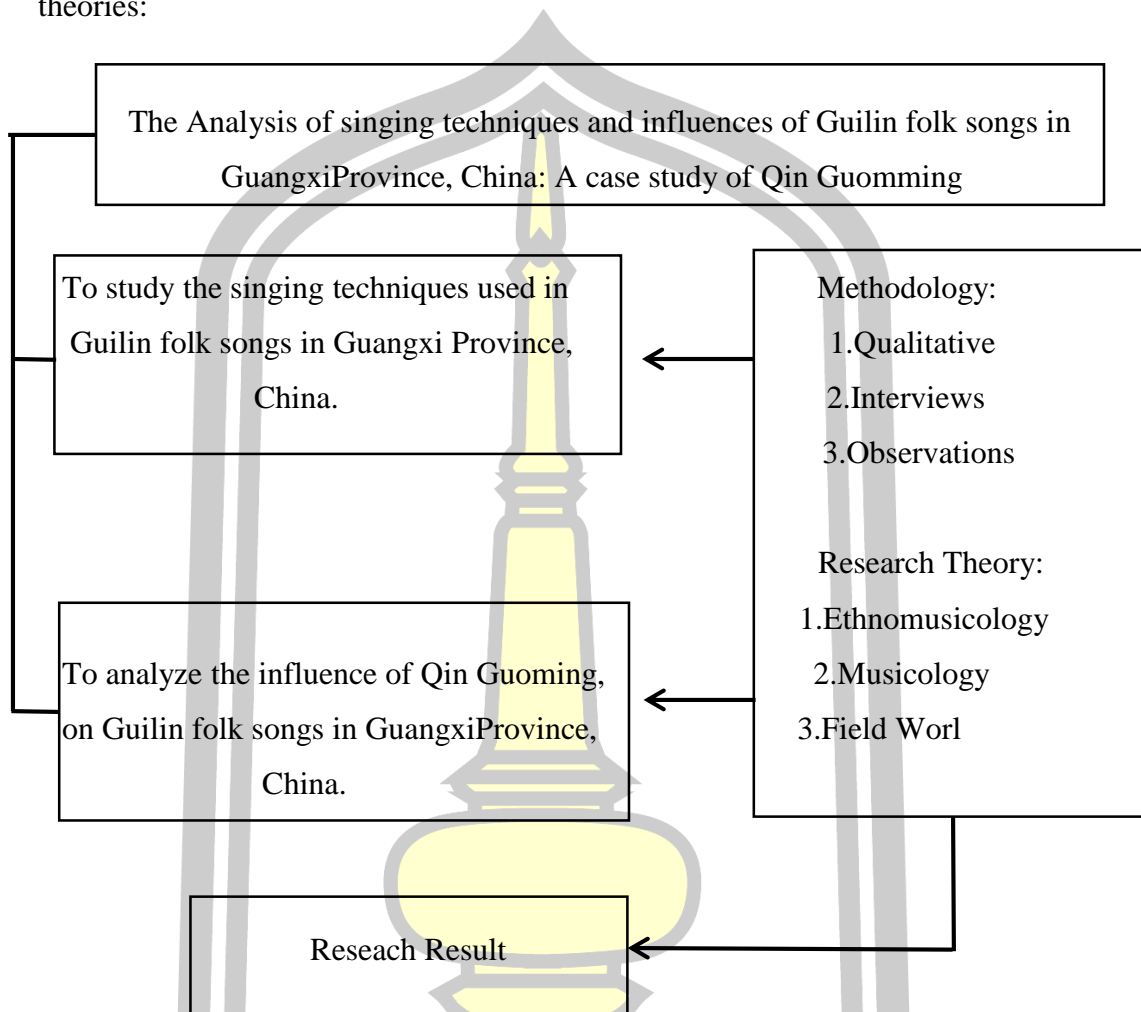 theories:
The Analysis of singing techniques and influences of Guilin folk songs in
GuangxiProvince, China: A case study of Qin Guomming
To study the singing techniques used in
Guilin folk songs in Guangxi Province,
China.
Methodology:
1.Qualitative
2.Interviews
3.Observations
Research Theory:
1.Ethnomusicology
2.Musicology
3.Field Worl
To analyze the influence of Qin Guoming,
on Guilin folk songs in GuangxiProvince,
China.
Reseach Result